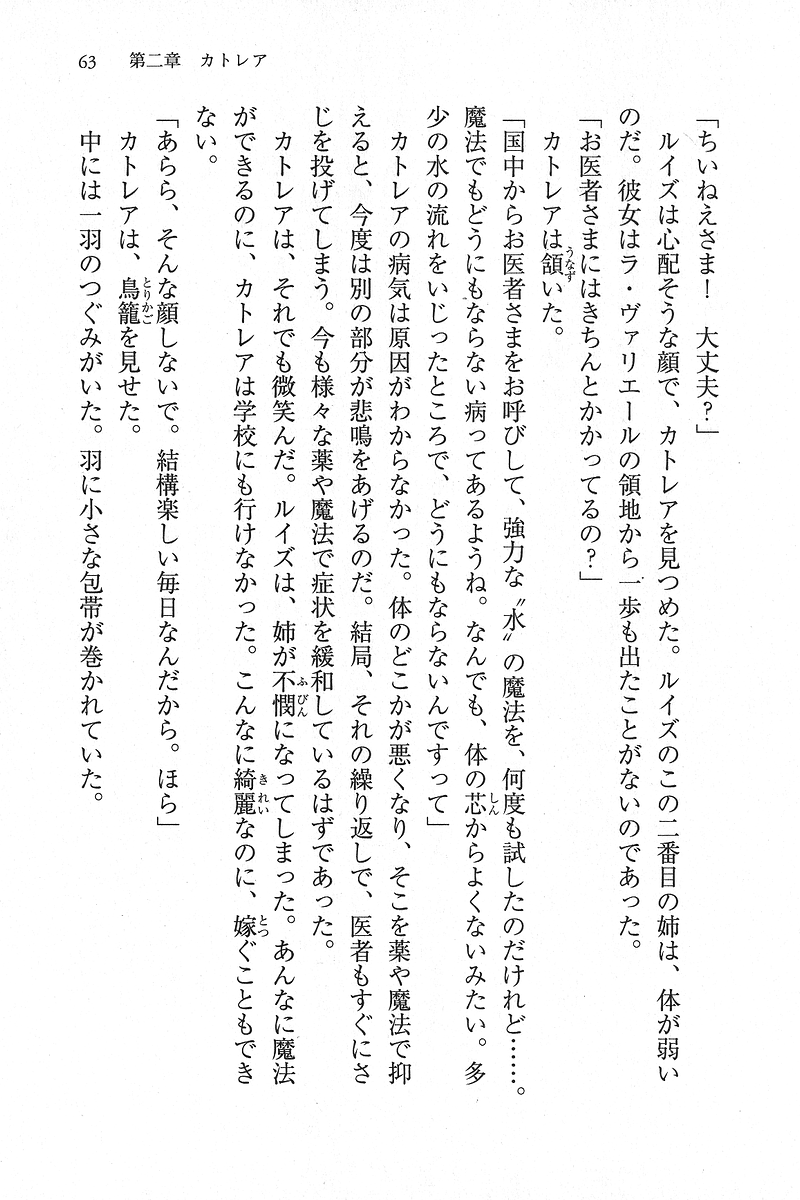 63　第二章　カトレア
「ちいねえさま！　大丈夫？」
　ルイズは心配そうな顔で、カトレアを見つめた。ルイズのこの二番目の姉は、体が弱い
のだ。彼女はラ・ヴァリエールの領地から一歩も出たことがないのであった。
「お医者さまにはきちんとかかってるの？」
　カトレアは頷いた。
「国中からお医者さまをお呼びして、強力な〝水〟の魔法を、何度も試したのだけれど……。
魔法でもどうにもならない病ってあるようね。なんでも、体の芯からよくないみたい。多
少の水の流れをいじったところで、どうにもならないんですって」
　カトレアの病気は原因がわからなかった。体のどこかが悪くなり、そこを薬や魔法で抑
えると、今度は別の部分が悲鳴をあげるのだ。結局、それの繰り返しで、医者もすぐにさ
じを投げてしまう。今も様々な薬や魔法で症状を緩和しているはずであった。
　カトレアは、それでも微笑んだ。ルイズは、姉が不憫になってしまった。あんなに魔法
ができるのに、カトレアは学校にも行けなかった。こんなに綺麗なのに、嫁ぐこともでき
ない。
「あらら、そんな顔しないで。結構楽しい毎日なんだから。ほら」
　カトレアは、鳥籠を見せた。
　中には一羽のつぐみがいた。羽に小さな包帯が巻かれていた。